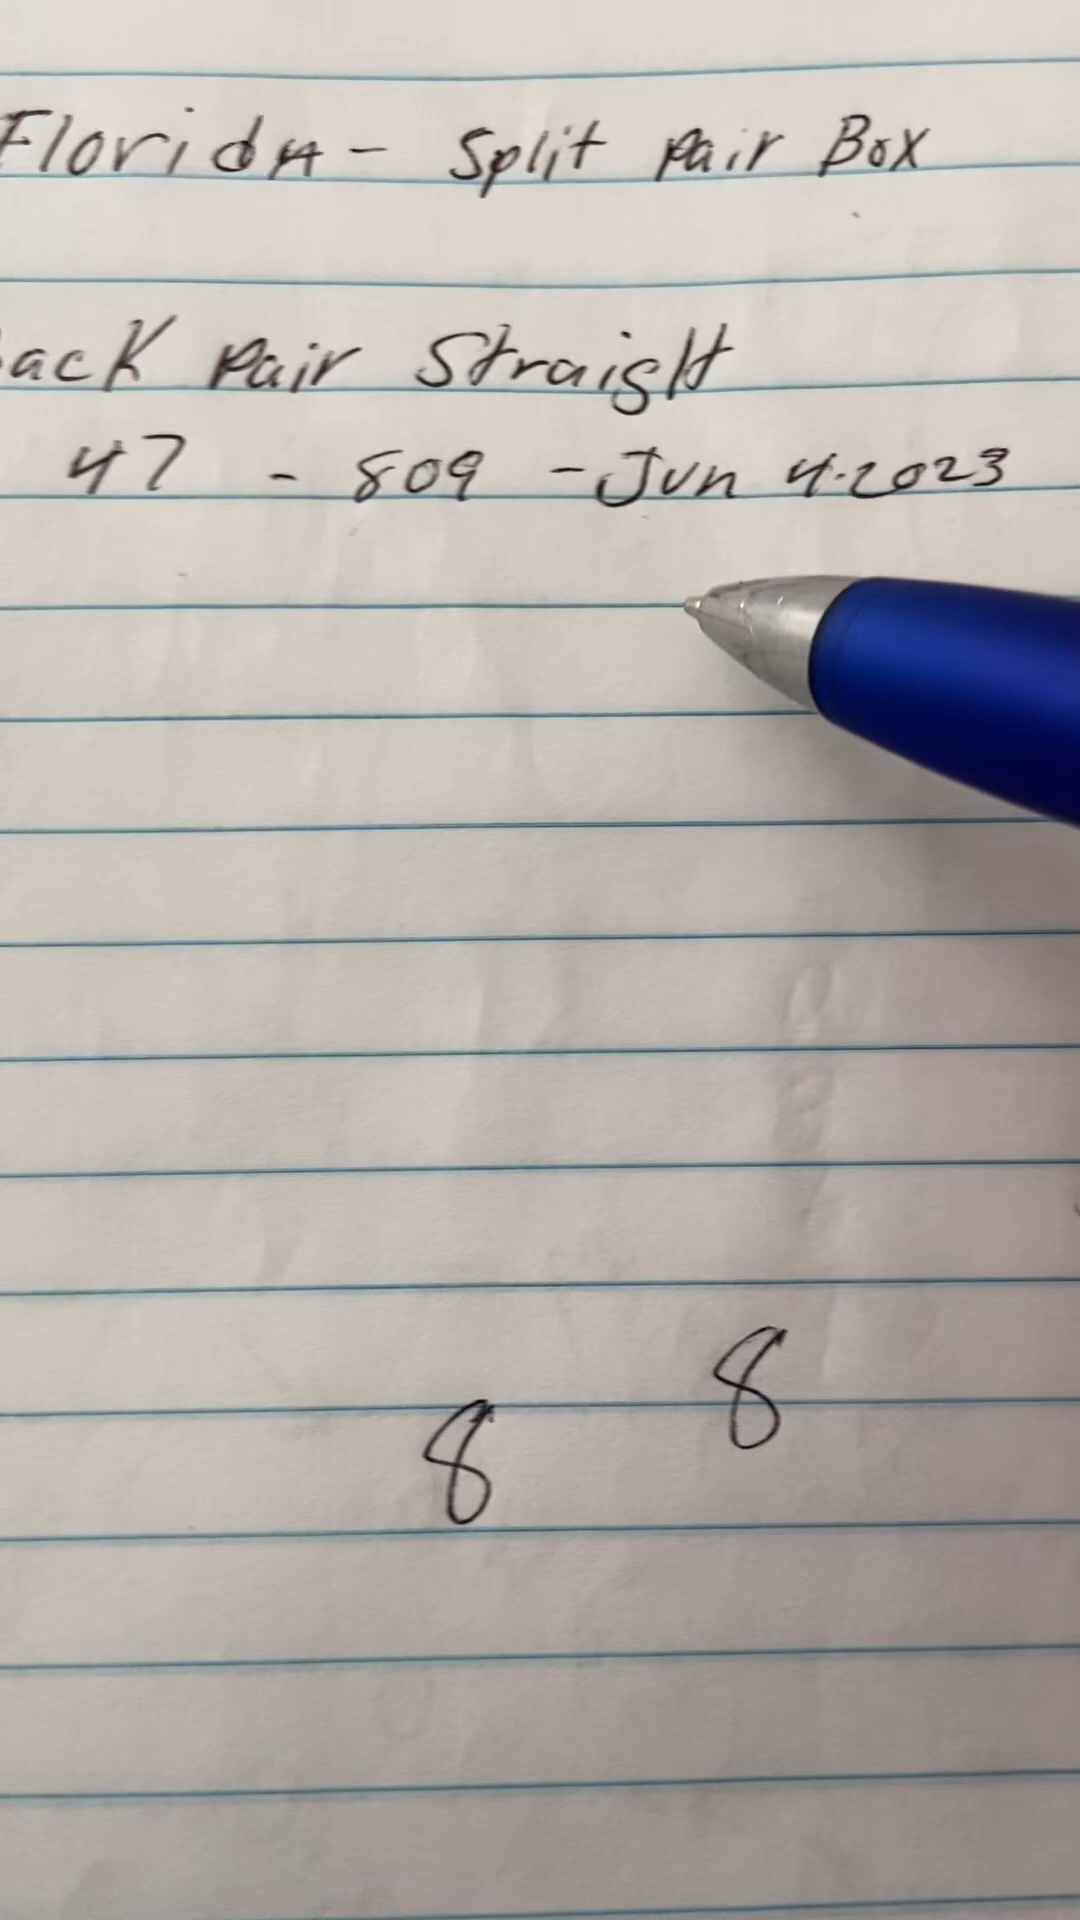 Florida - Split Pair Box
ack Pair Straight
47 - 809 - Jun 4.2023
8
8